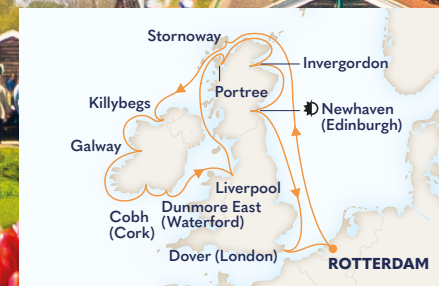 Stornoway
Invergordon
Portree
Killybegs
Newhaven
(Edinburgh)
Galway
Liverpool
Dunmore East
(Waterford)
Cobh
(Cork)
Dover (London)
ROTTERDAM